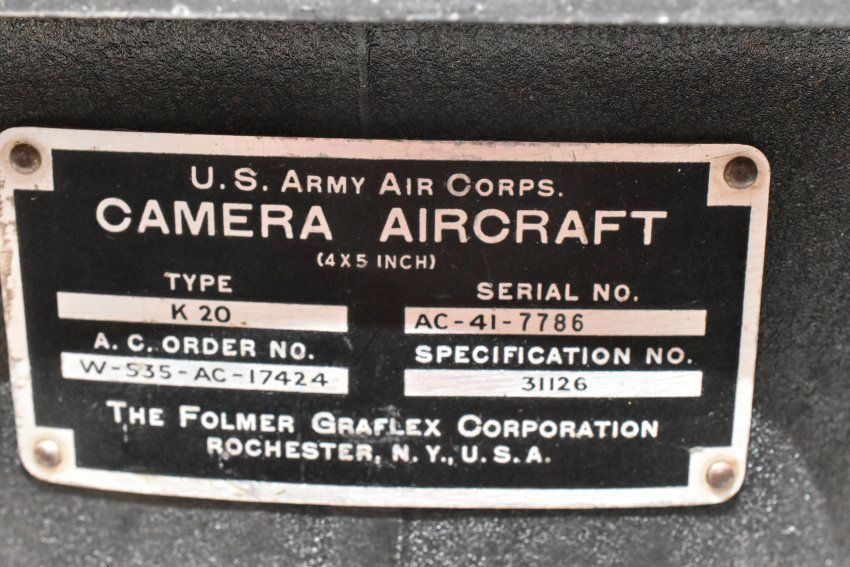 U.S. ARMY AIR CORPS.
CAMERA AIRCRAFT
(4X5 INCH)
TYPE
K 20
SERIAL NO.
AC-41-7786
A.C. ORDER NO.
W-535-AC-17424
SPECIFICATION NO.
31126
THE FOLMER GRAFLEX CORPORATION
ROCHESTER, N.Y., U.S.A.